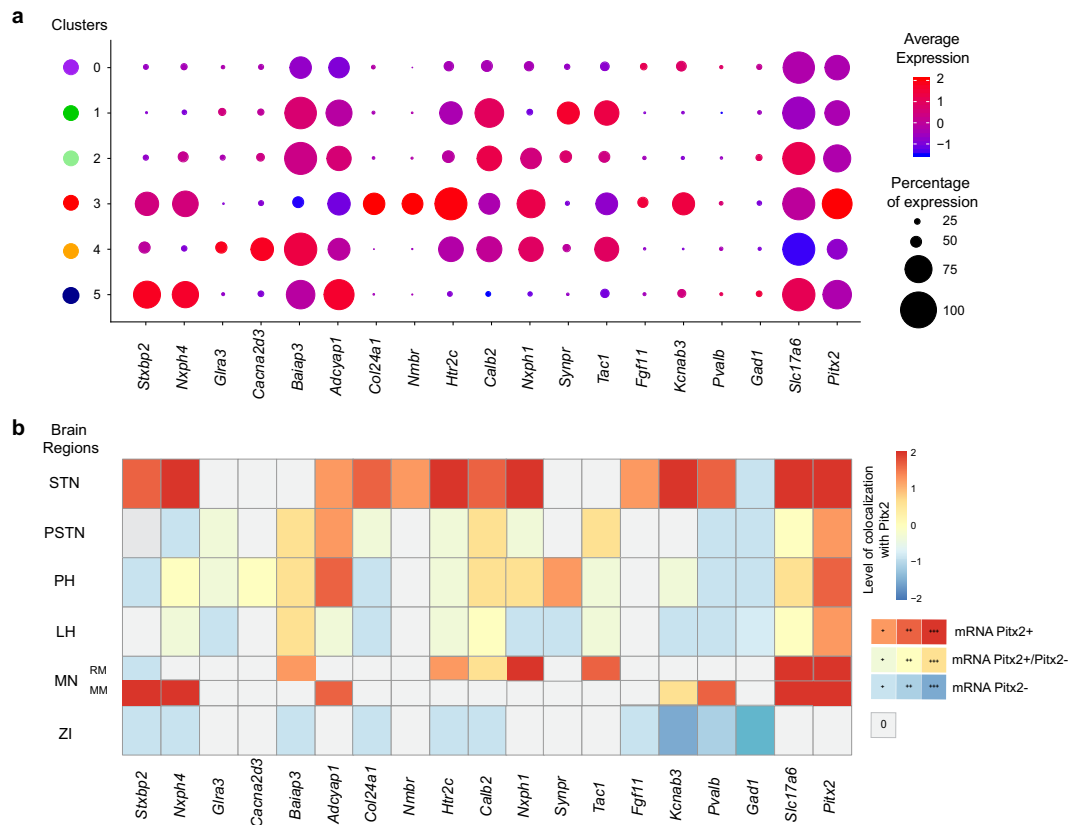 a
Clusters
0
1
2
3
4
5
Stxbp2
Nxph4
Glra3
Cacna2d3
Baiap3
Adcyap1
Col24a1
Nmbr
Htr2c
Calb2
Nxph1
Synpr
Tac1
Fgf11
Kcnab3
Pvalb
Gad1
Slc17a6
Pitx2
Average
Expression
2
1
0
−1
Percentage
of expression
25
50
75
100
b
Brain
Regions
STN
PSTN
PH
LH
MN
RM
MM
ZI
Stxbp2
Nxph4
Glra3
Cacna2d3
Baiap3
Adcyap1
Col24a1
Nmbr
Htr2c
Calb2
Nxph1
Synpr
Tac1
Fgf11
Kcnab3
Pvalb
Gad1
Slc17a6
Pitx2
Level of colocalization
with Pitx2
2
1
0
−1
−2
+ ++ +++ mRNA Pitx2+
+ ++ +++ mRNA Pitx2+/Pitx2-
+ ++ +++ mRNA Pitx2-
0